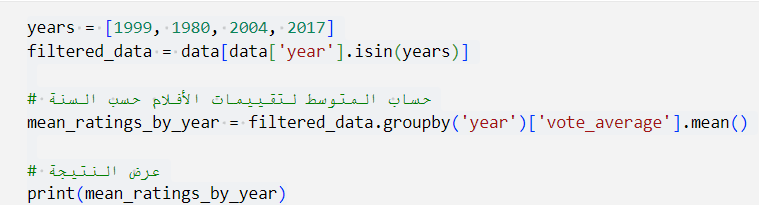 years = [1999, 1980, 2004, 2017]
filtered_data = data[data['year'].isin(years)]
# حساب المتوسط لتقييمات الأفلام حسب السنة
mean_ratings_by_year = filtered_data.groupby('year')['vote_average'].mean()
# عرض النتيجة
print(mean_ratings_by_year)